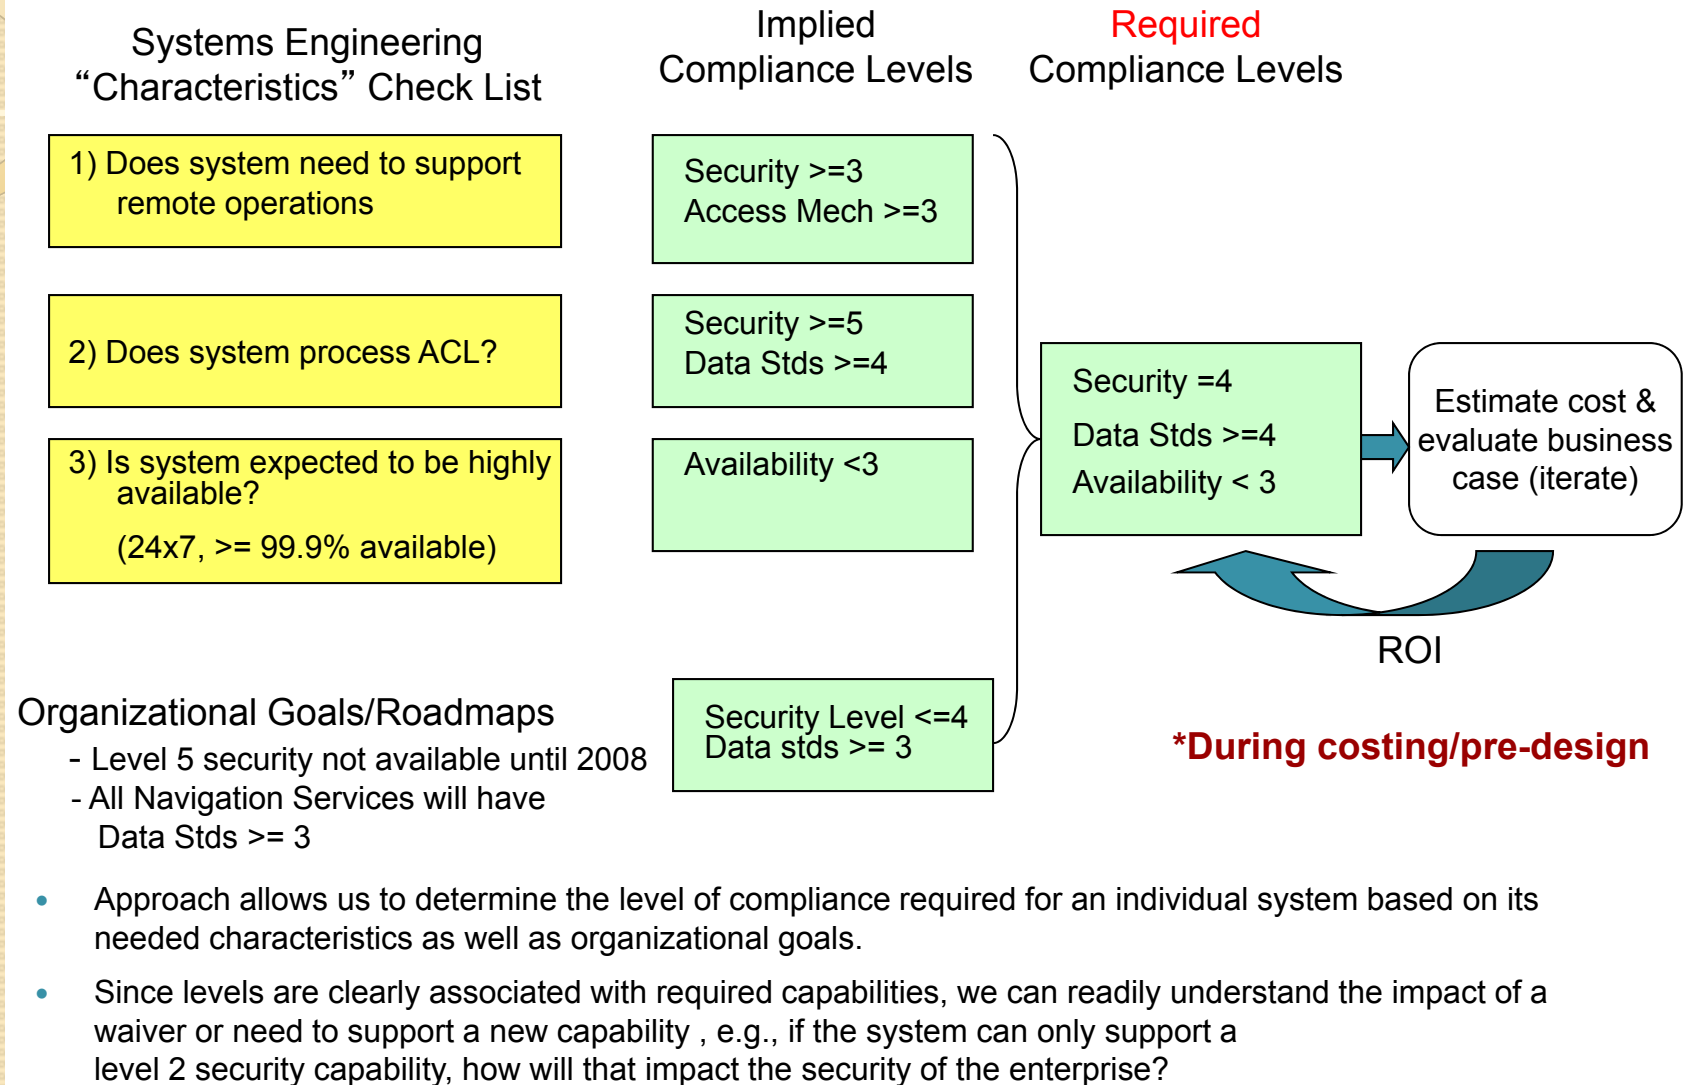 Systems Engineering
“Characteristics” Check List
Implied
Compliance Levels
Required
Compliance Levels
1) Does system need to support
remote operations
Security >=3
Access Mech >=3
2) Does system process ACL?
Security >=5
Data Stds >=4
3) Is system expected to be highly
available?
(24x7, >= 99.9% available)
Availability <3
Security =4
Data Stds >=4
Availability < 3
Estimate cost &
evaluate business
case (iterate)
ROI
Organizational Goals/Roadmaps
- Level 5 security not available until 2008
- All Navigation Services will have
Data Stds >= 3
Security Level <=4
Data stds >= 3
*During costing/pre-design
• Approach allows us to determine the level of compliance required for an individual system based on its
needed characteristics as well as organizational goals.
• Since levels are clearly associated with required capabilities, we can readily understand the impact of a
waiver or need to support a new capability , e.g., if the system can only support a
level 2 security capability, how will that impact the security of the enterprise?